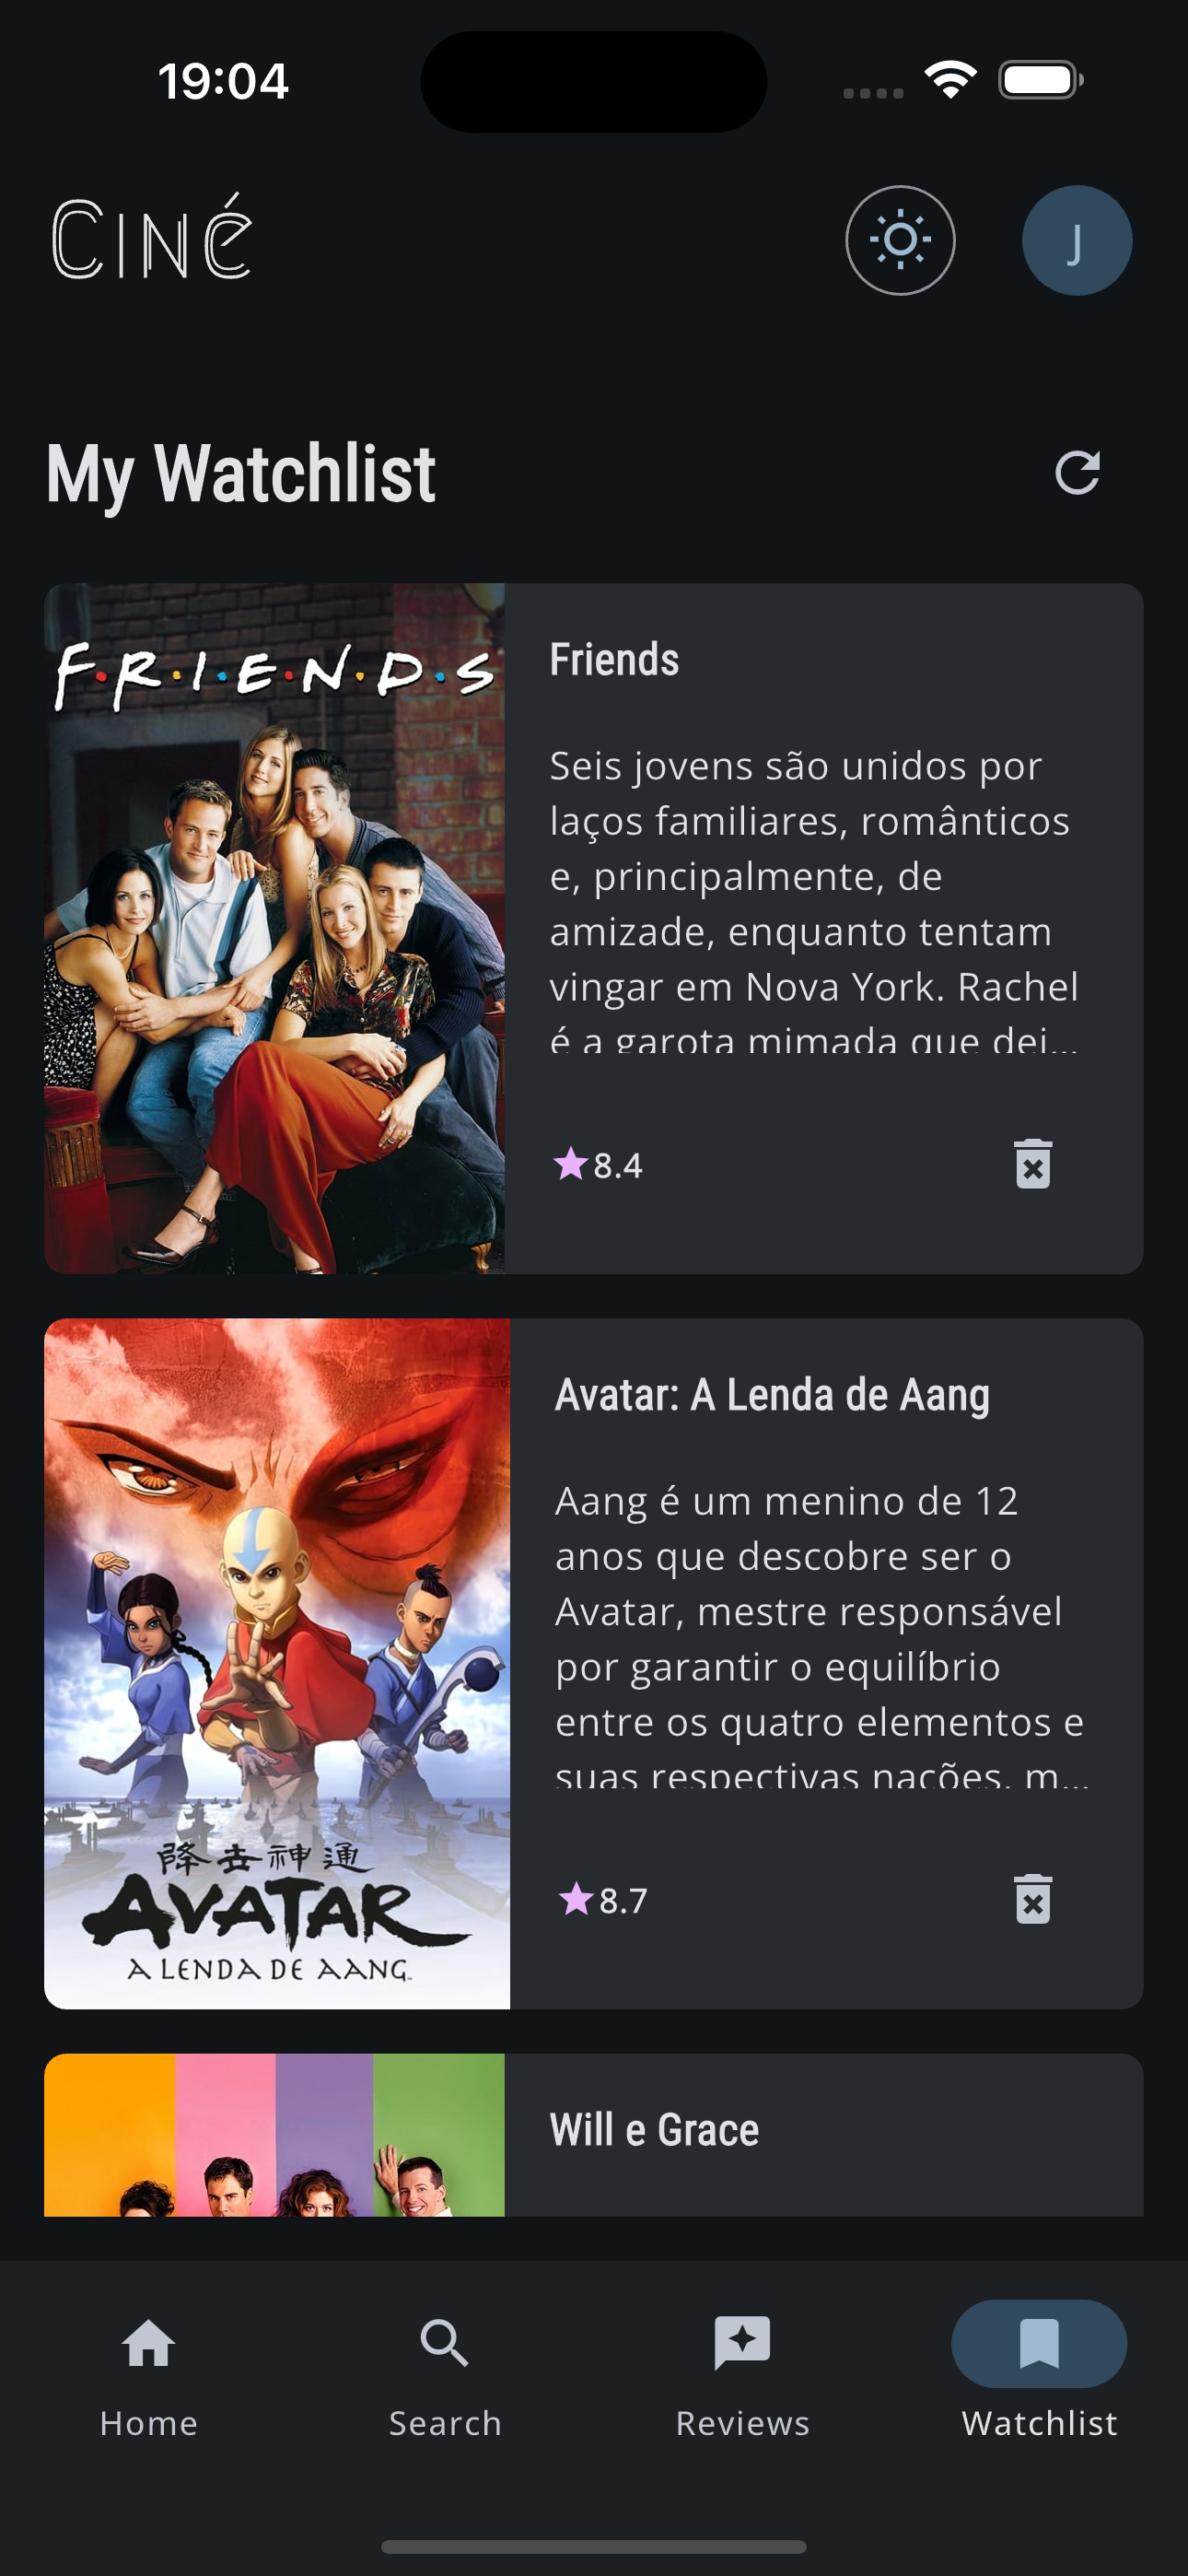 19:04
Ciné
J
My Watchlist
F·R·I·E·N·D·S
Friends
Seis jovens são unidos por
laços familiares, românticos
e, principalmente, de
amizade, enquanto tentam
vingar em Nova York. Rachel
é a garota mimada que dei...
8.4
Avatar: A Lenda de Aang
Aang é um menino de 12
anos que descobre ser o
Avatar, mestre responsável
por garantir o equilíbrio
entre os quatro elementos e
suas respectivas nações, m...
8.7
降去神通
AVATAR
A LENDA DE AANG
Will e Grace
Home
Search
Reviews
Watchlist